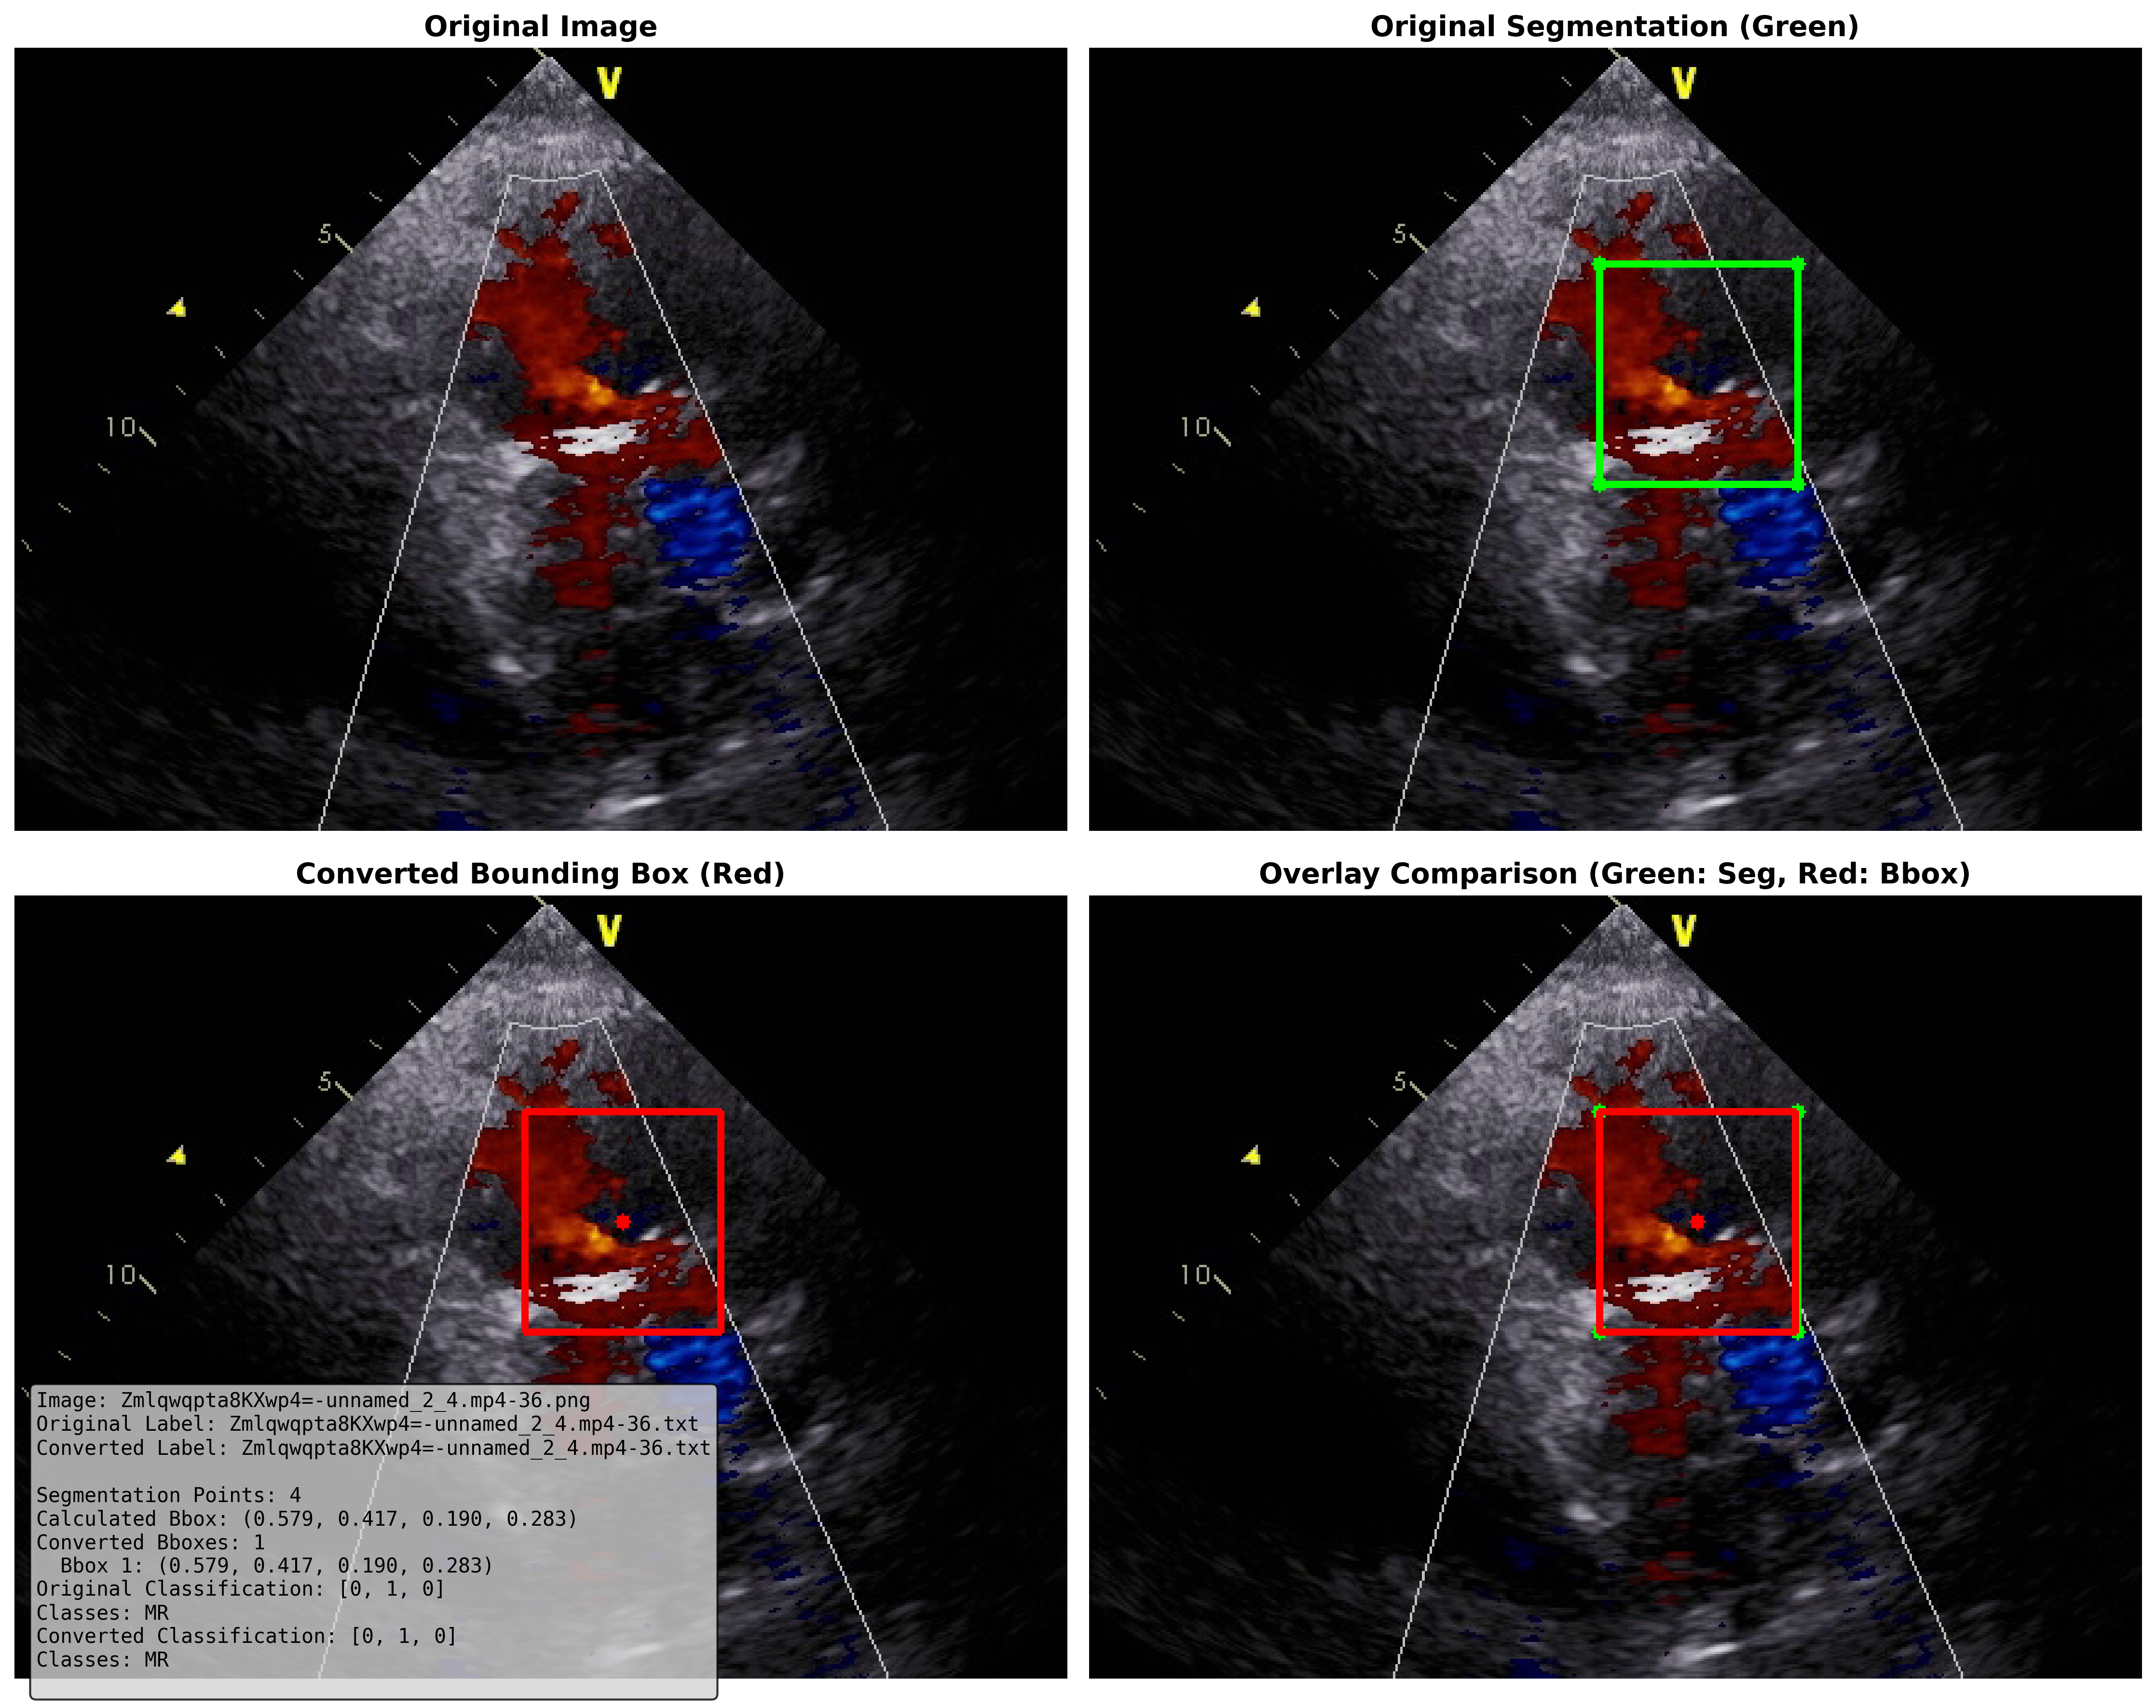 Original Image
Original Segmentation (Green)
V
5
10
V
5
10
Converted Bounding Box (Red)
Overlay Comparison (Green: Seg, Red: Bbox)
V
5
10
V
5
10
Image: Zmlqwqpta8KXwp4=-unnamed_2_4.mp4-36.png
Original Label: Zmlqwqpta8KXwp4=-unnamed_2_4.mp4-36.txt
Converted Label: Zmlqwqpta8KXwp4=-unnamed_2_4.mp4-36.txt
Segmentation Points: 4
Calculated Bbox: (0.579, 0.417, 0.190, 0.283)
Converted Bboxes: 1
Bbox 1: (0.579, 0.417, 0.190, 0.283)
Original Classification: [0, 1, 0]
Classes: MR
Converted Classification: [0, 1, 0]
Classes: MR